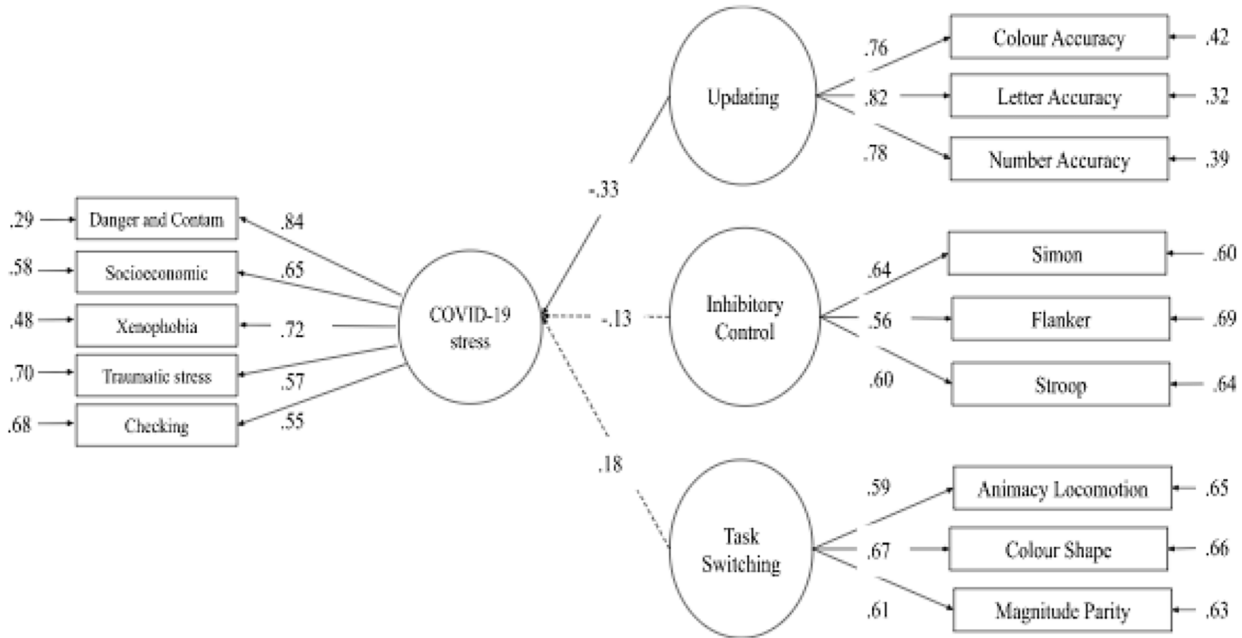 .29
Danger and Contam
.84
.58
Socioeconomic
.65
.48
Xenophobia
.72
.70
Traumatic stress
.57
.68
Checking
.55
COVID-19
stress
-.33
-.13
.18
Updating
.76
Colour Accuracy
.42
.82
Letter Accuracy
.32
.78
Number Accuracy
.39
Inhibitory
Control
.64
Simon
.60
.56
Flanker
.69
.60
Stroop
.64
Task
Switching
.59
Animacy Locomotion
.65
.67
Colour Shape
.66
.61
Magnitude Parity
.63